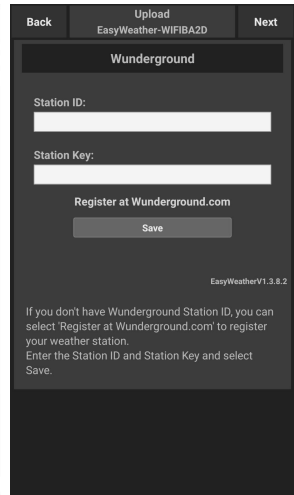 Back
Upload
EasyWeather-WIFIBA2D
Next
Wunderground
Station ID:
Station Key:
Register at Wunderground.com
Save
EasyWeatherV1.3.8.2
If you don't have Wunderground Station ID, you can
select 'Register at Wunderground.com' to register
your weather station.
Enter the Station ID and Station Key and select
Save.